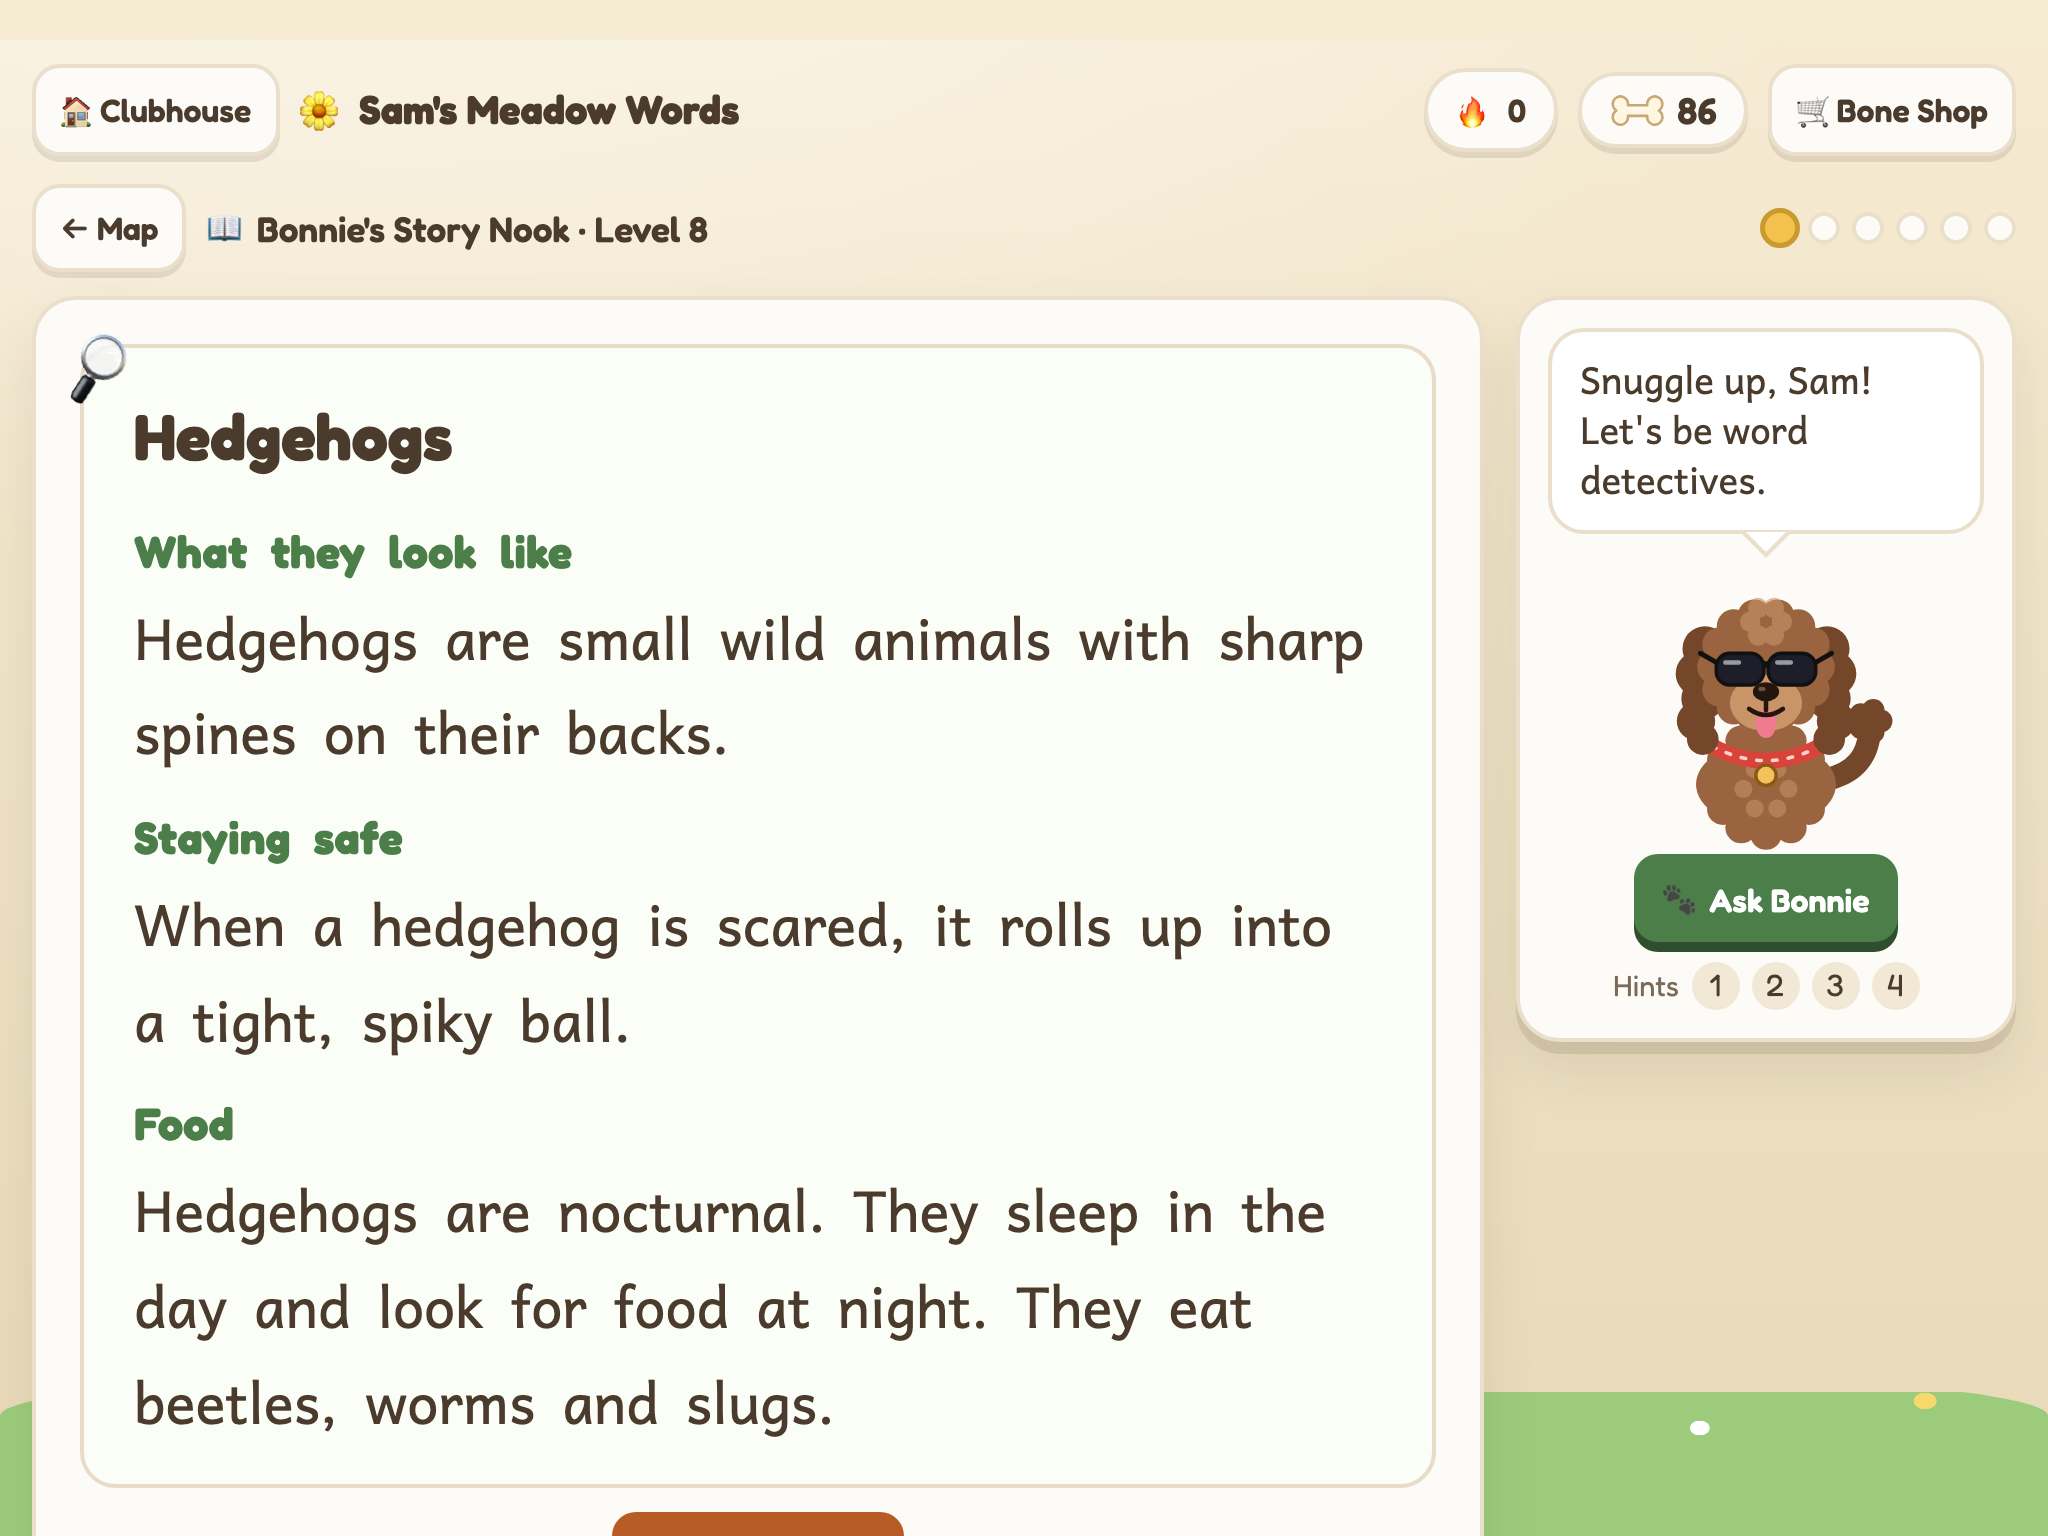 Clubhouse
Sam's Meadow Words
0
86
Bone Shop
← Map
Bonnie's Story Nook · Level 8
Hedgehogs
What they look like
Hedgehogs are small wild animals with sharp
spines on their backs.
Staying safe
When a hedgehog is scared, it rolls up into
a tight, spiky ball.
Food
Hedgehogs are nocturnal. They sleep in the
day and look for food at night. They eat
beetles, worms and slugs.
Snuggle up, Sam!
Let's be word
detectives.
Ask Bonnie
Hints 1 2 3 4